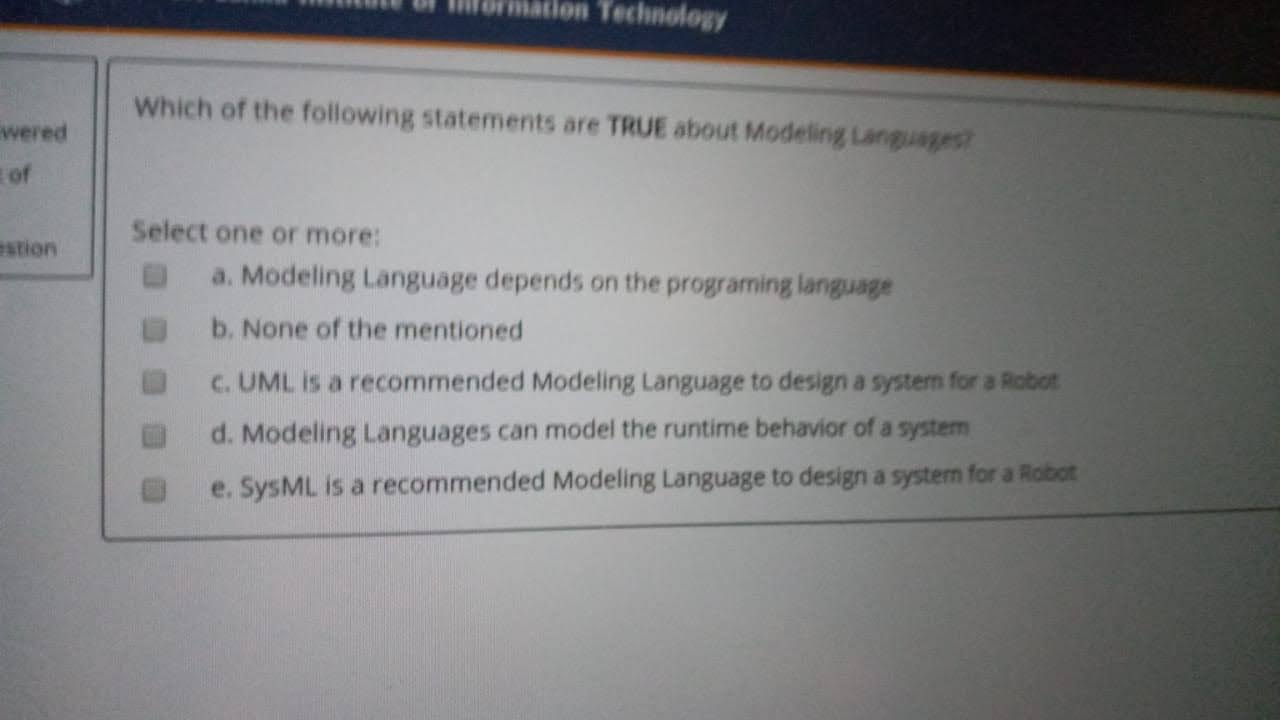 Institute of Information Technology
wered
of
estion
Which of the following statements are TRUE about Modeling Languages?
Select one or more:
a. Modeling Language depends on the programing language
b. None of the mentioned
c. UML is a recommended Modeling Language to design a system for a Robot
d. Modeling Languages can model the runtime behavior of a system
e. SysML is a recommended Modeling Language to design a system for a Robot